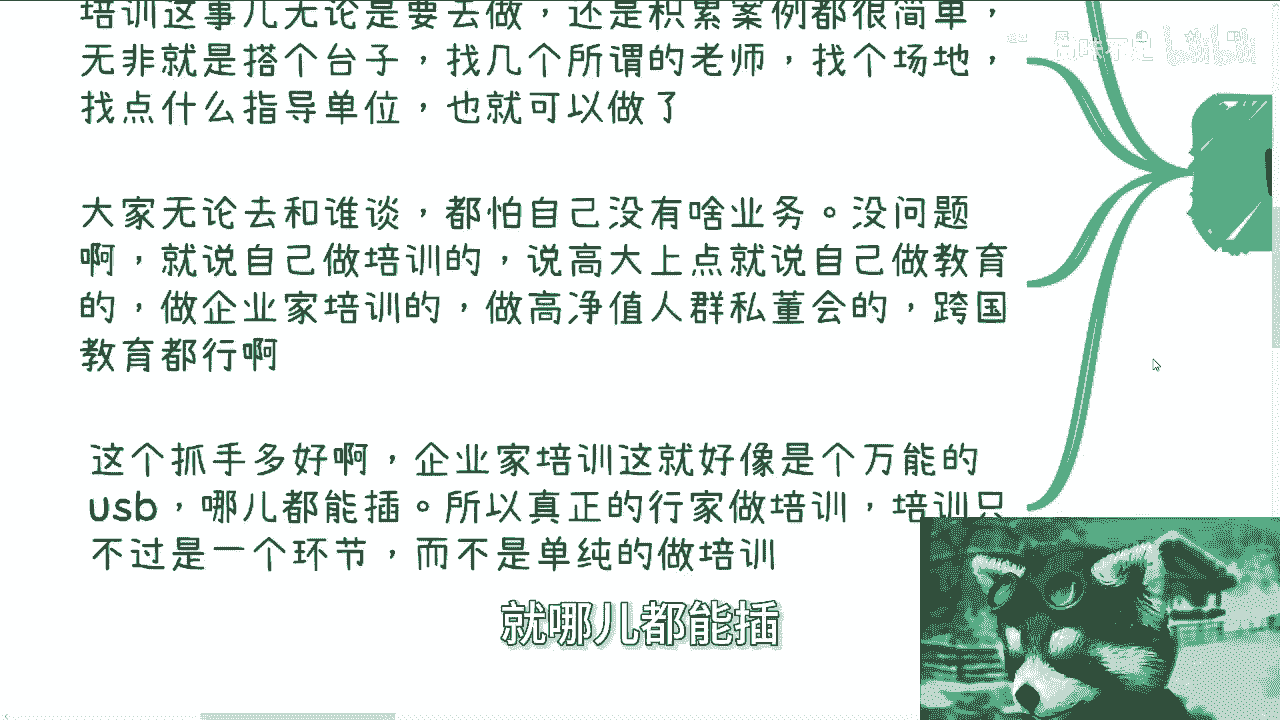 培训这事儿无论是要去做，还是积累案例都很简单，
无非就是搭个台子，找几个所谓的老师，找个场地，
找点什么指导单位，也就可以做了
大家无论去和谁谈，都怕自己没有啥业务。没问题
啊，就说自己做培训的，说高大上点就说自己做教育
的，做企业家培训的，做高净值人群私董会的，跨国
教育都行啊
这个抓手多好啊，企业家培训这就好像是个万能的
usb，哪儿都能插。所以真正的行家做培训，培训只
不过是一个环节，而不是单纯的做培训
就哪儿都能插